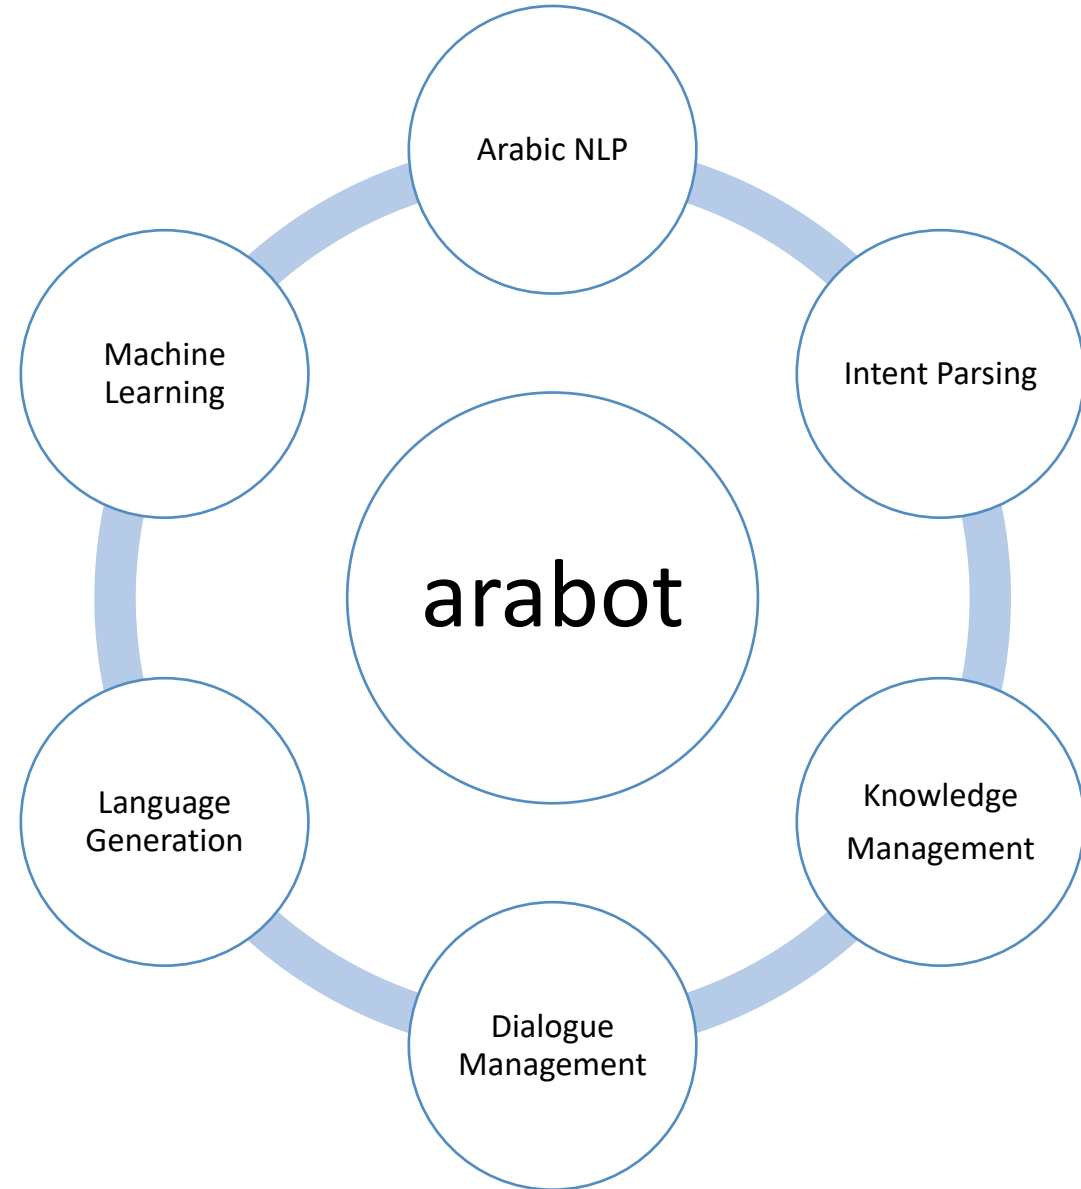 Arabic NLP
Intent Parsing
Knowledge
Management
Dialogue
Management
Language
Generation
Machine
Learning
arabot